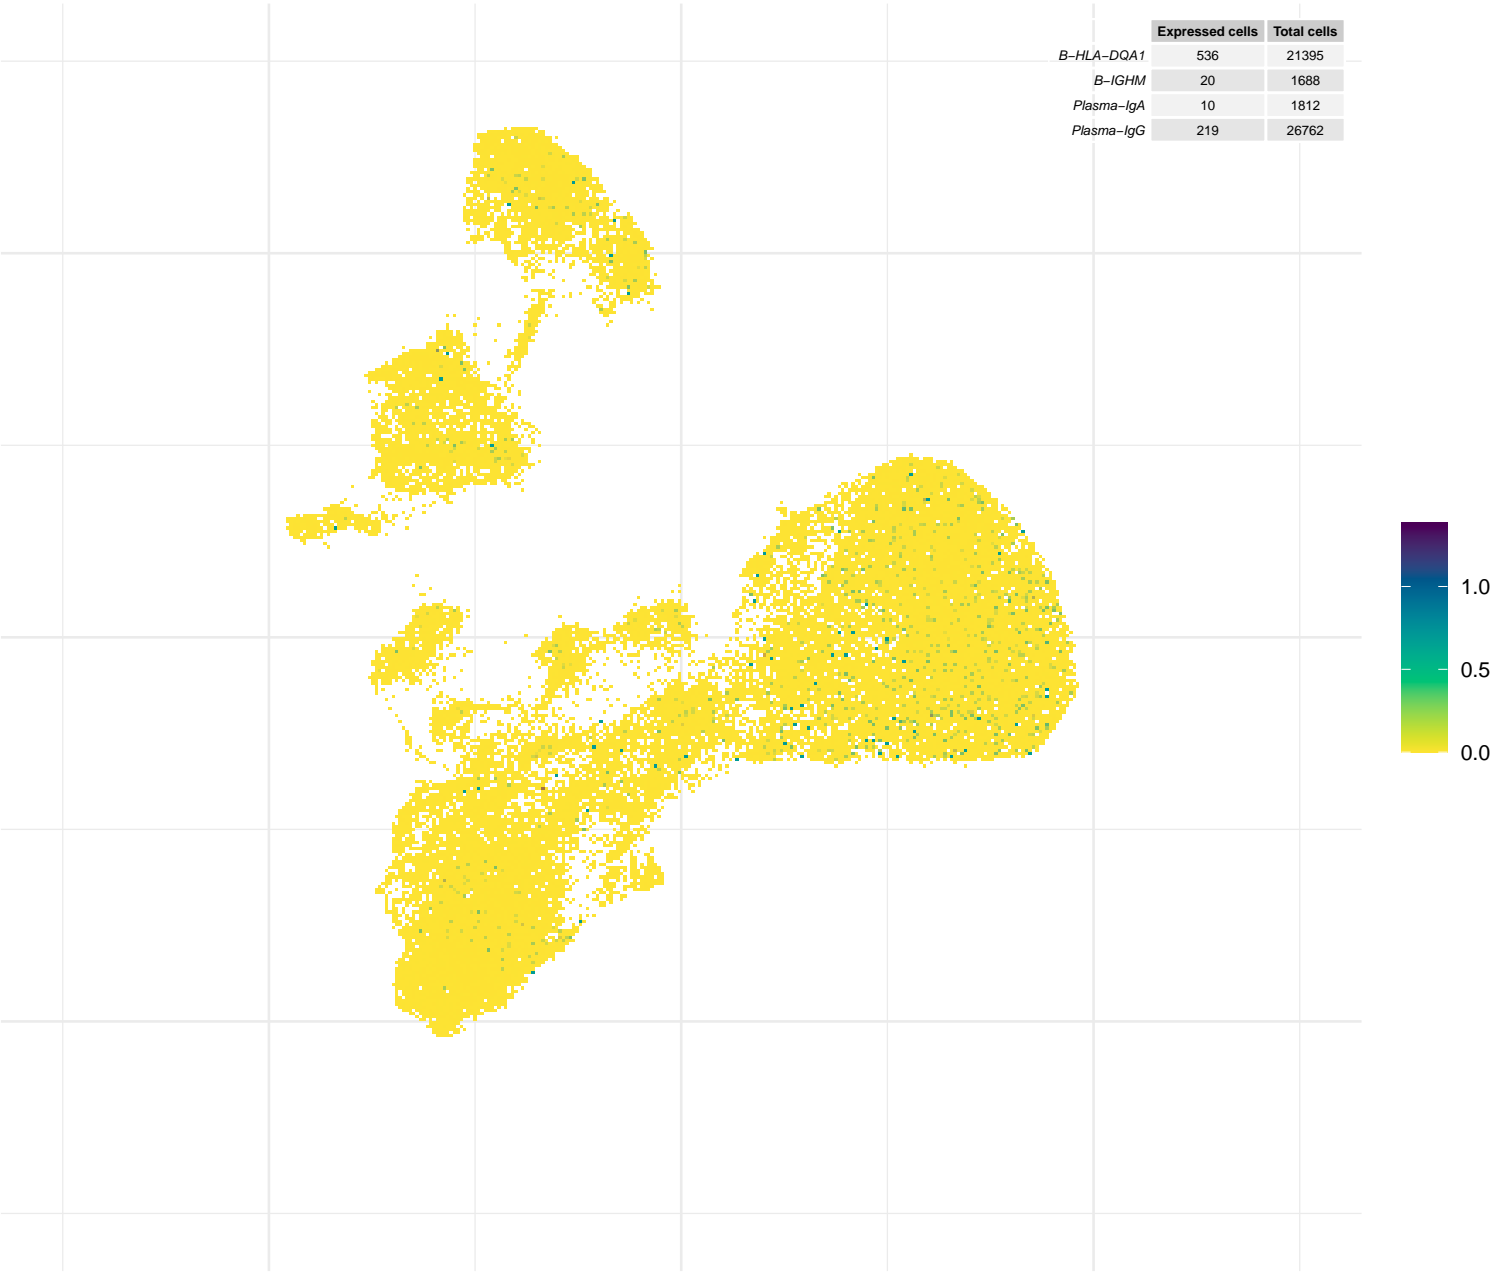 Expressed cells Total cells
B−HLA−DQA1 536 21395
B−IGHM 20 1688
Plasma−IgA 10 1812
Plasma−IgG 219 26762
1.0
0.5
0.0